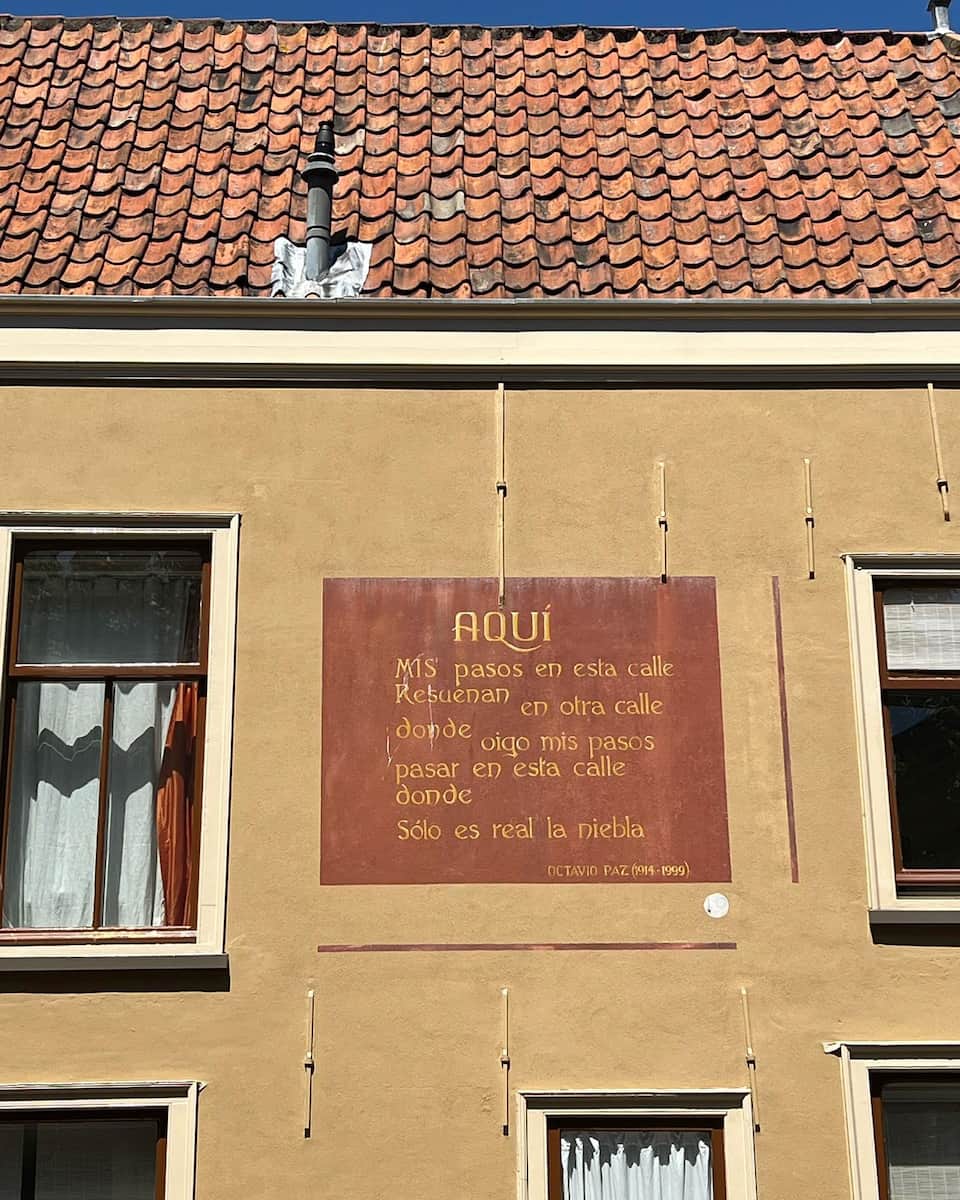 AQUÍ
MIS pasos en esta calle
Resuenan
en otra calle
donde
oigo mis pasos
pasar en esta calle
donde
Sólo es real la niebla
OCTAVIO PAZ (1914-1999)